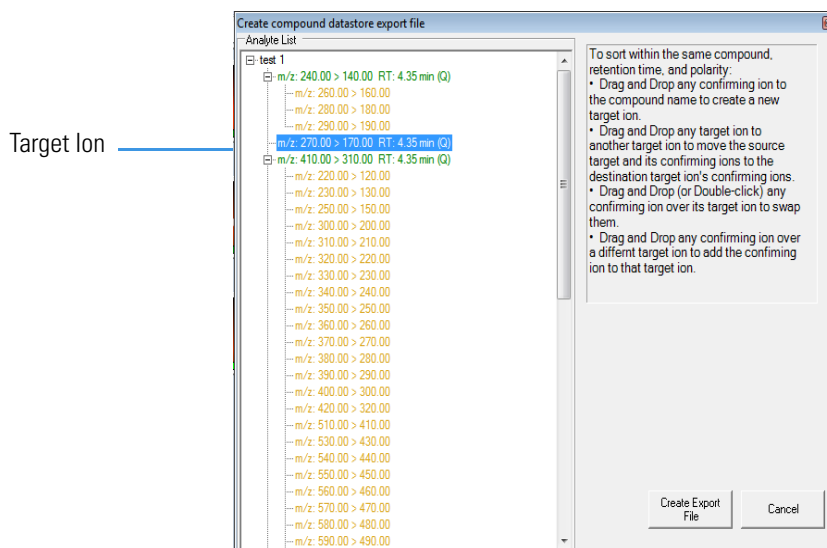 Create compound datastore export file
Analyte List
test 1
m/z: 240.00 > 140.00 RT: 4.35 min (Q)
m/z: 260.00 > 160.00
m/z: 280.00 > 180.00
m/z: 290.00 > 190.00
Target Ion
m/z: 270.00 > 170.00 RT: 4.35 min (Q)
m/z: 410.00 > 310.00 RT: 4.35 min (Q)
m/z: 220.00 > 120.00
m/z: 230.00 > 130.00
m/z: 250.00 > 150.00
m/z: 300.00 > 200.00
m/z: 310.00 > 210.00
m/z: 320.00 > 220.00
m/z: 330.00 > 230.00
m/z: 340.00 > 240.00
m/z: 350.00 > 250.00
m/z: 360.00 > 260.00
m/z: 370.00 > 270.00
m/z: 380.00 > 280.00
m/z: 390.00 > 290.00
m/z: 400.00 > 300.00
m/z: 420.00 > 320.00
m/z: 510.00 > 410.00
m/z: 530.00 > 430.00
m/z: 540.00 > 440.00
m/z: 550.00 > 450.00
m/z: 560.00 > 460.00
m/z: 570.00 > 470.00
m/z: 580.00 > 480.00
m/z: 590.00 > 490.00
To sort within the same compound,
retention time, and polarity:
• Drag and Drop any confirming ion to
the compound name to create a new
target ion.
• Drag and Drop any target ion to
another target ion to move the source
target and its confirming ions to the
destination target ion's confirming ions.
• Drag and Drop (or Double-click) any
confirming ion over its target ion to swap
them.
• Drag and Drop any confirming ion over
a differnt target ion to add the confiming
ion to that target ion.
Create Export
File
Cancel